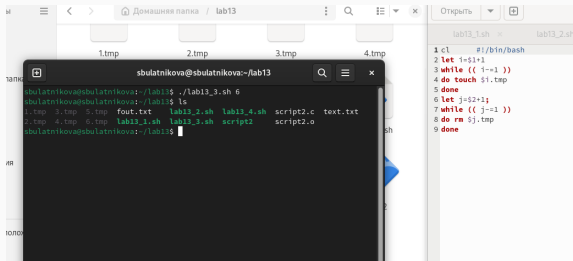 Домашняя папка / lab13
Открыть
lab13_1.sh
lab13_2.sh
1.tmp 2.tmp 3.tmp 4.tmp
sbulatnikova@sbulatnikova:~/lab13
sbulatnikova@sbulatnikova:~/lab13$ ./lab13_3.sh 6
sbulatnikova@sbulatnikova:~/lab13$ ls
1.tmp 3.tmp 5.tmp fout.txt lab13_2.sh lab13_4.sh script2.c text.txt
2.tmp 4.tmp 6.tmp lab13_1.sh lab13_3.sh script2 script2.o
sbulatnikova@sbulatnikova:~/lab13$
sh
1 cl #!/bin/bash
2 let i=$1+1
3 while (( i-=1 ))
4 do touch $i.tmp
5 done
6 let j=$2+1;
7 while (( j-=1 ))
8 do rm $j.tmp
9 done